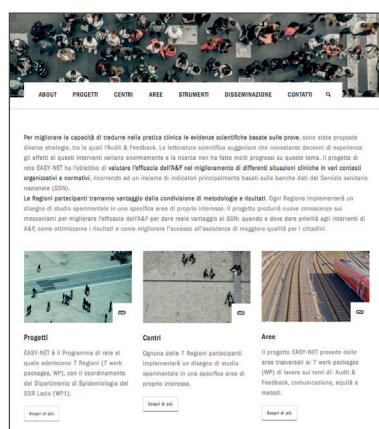 ABOUT PROGETTI CENTRI AREE STRUMENTI DISSEMINAZIONE CONTATTI
Per migliorare la capacità di tradurre nella pratica clinica le evidenze scientifiche basate sulle prove, sono state proposte
diverse strategie, tra le quali l'Audit & Feedback. La letteratura scientifica suggerisce che nonostante decenni di esperienza
gli effetti di questi interventi variano enormemente e la ricerca non ha fatto molti progressi su questo tema. Il progetto di
rete EASY-NET ha l'obiettivo di valutare l'efficacia dell'A&F nel miglioramento di differenti situazioni cliniche in vari contesti
organizzativi e normativi, ricorrendo ad un insieme di indicatori principalmente basati sulle banche dati del Servizio sanitario
nazionale (SSN).
Le Regioni partecipanti tramanno vantaggio dalla condivisione di metodologie e risultati. Ogni Regione implementerà un
disegno di studio sperimentale in una specifica area di proprio interesse. Il progetto produrrà nuove conoscenze sui
meccanismi per migliorare l'efficacia dell'A&F per dare reale vantaggio al SSN: quando e dove dare priorità agli interventi di
A&F, come ottimizzarne i risultati e come migliorare l'accesso all'assistenza di maggiore qualità per i cittadini.
Progetti
EASY-NET è il Programma di rete al
quale aderiscono 7 Regioni (7 work
packages, WP), con il coordinamento
del Dipartimento di Epidemiologia del
SSR Lazio (WP1).
Scopri di più
Centri
Ognuna delle 7 Regioni partecipanti
implementerà un disegno di studio
sperimentale in una specifica area di
proprio interesse.
Scopri di più
Aree
Il progetto EASY-NET prevede delle
aree trasversali ai 7 work packages
(WP) di lavoro sui temi di: Audit &
Feedback, comunicazione, equità e
metodi.
Scopri di più